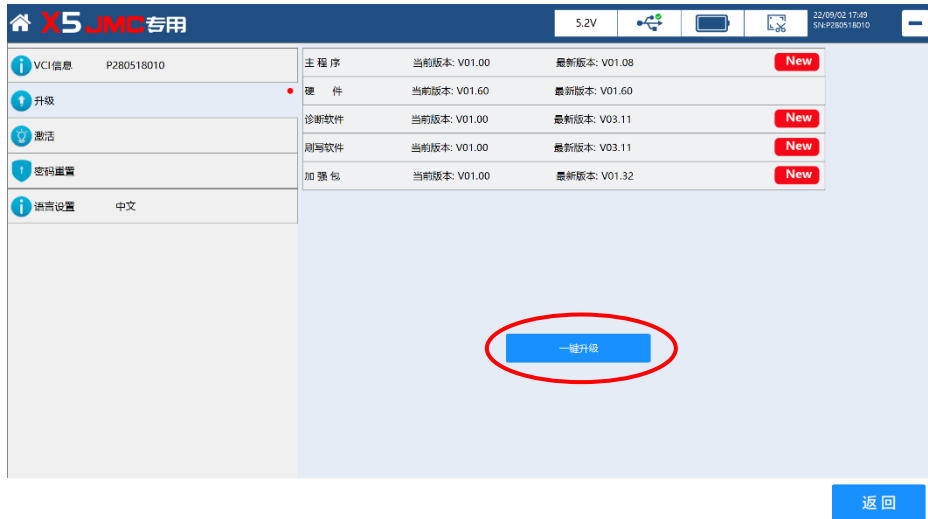 X5 JMC专用
5.2V
22/09/02 17:49
SN:P280518010
VCI信息 P280518010
升级
激活
密码重置
语言设置 中文
主程序 当前版本: V01.00 最新版本: V01.08 New
硬 件 当前版本: V01.60 最新版本: V01.60
诊断软件 当前版本: V01.00 最新版本: V03.11 New
刷写软件 当前版本: V01.00 最新版本: V03.11 New
加强包 当前版本: V01.00 最新版本: V01.32 New
一键升级
返回